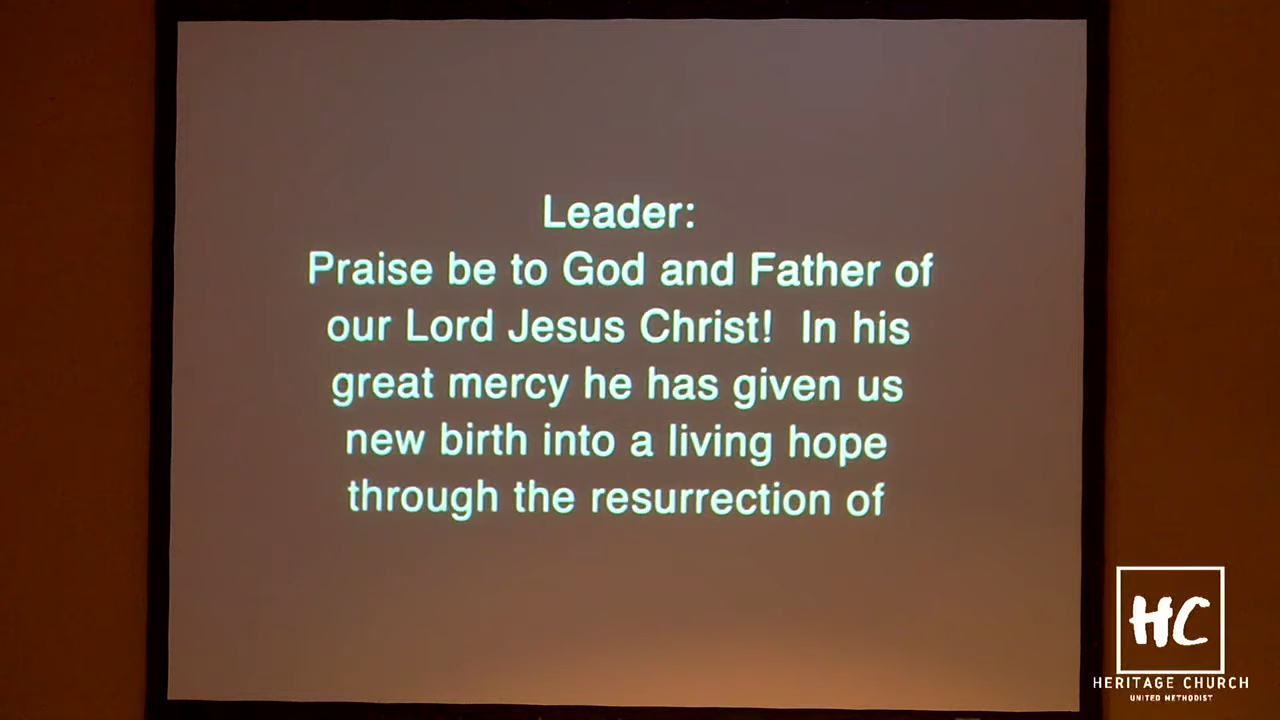 Leader:
Praise be to God and Father of
our Lord Jesus Christ!  In his
great mercy he has given us
new birth into a living hope
through the resurrection of
HC
HERITAGE CHURCH
UNITED METHODIST